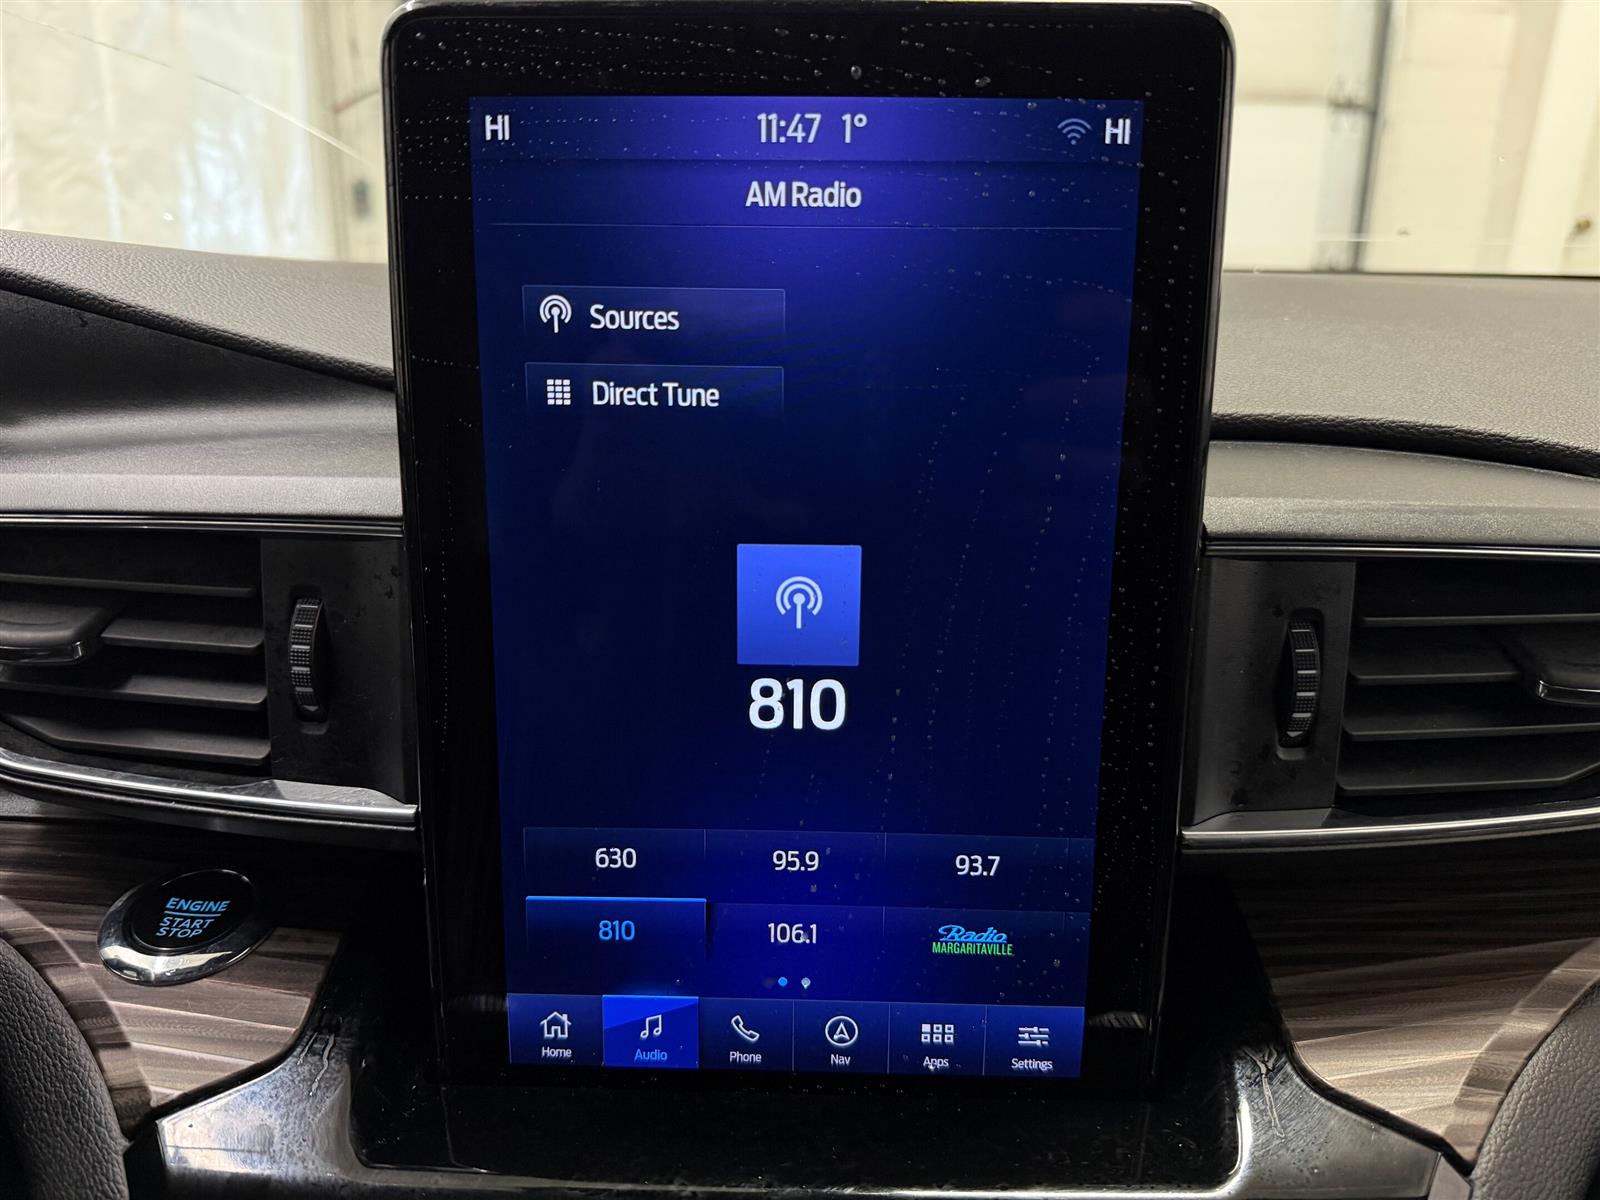 HI 11:47 1° HI
AM Radio
Sources
Direct Tune
810
630 95.9 93.7
810 106.1 Radio
MARGARITAVILLE
ENGINE
START
STOP
Home Audio Phone Nav Apps Settings